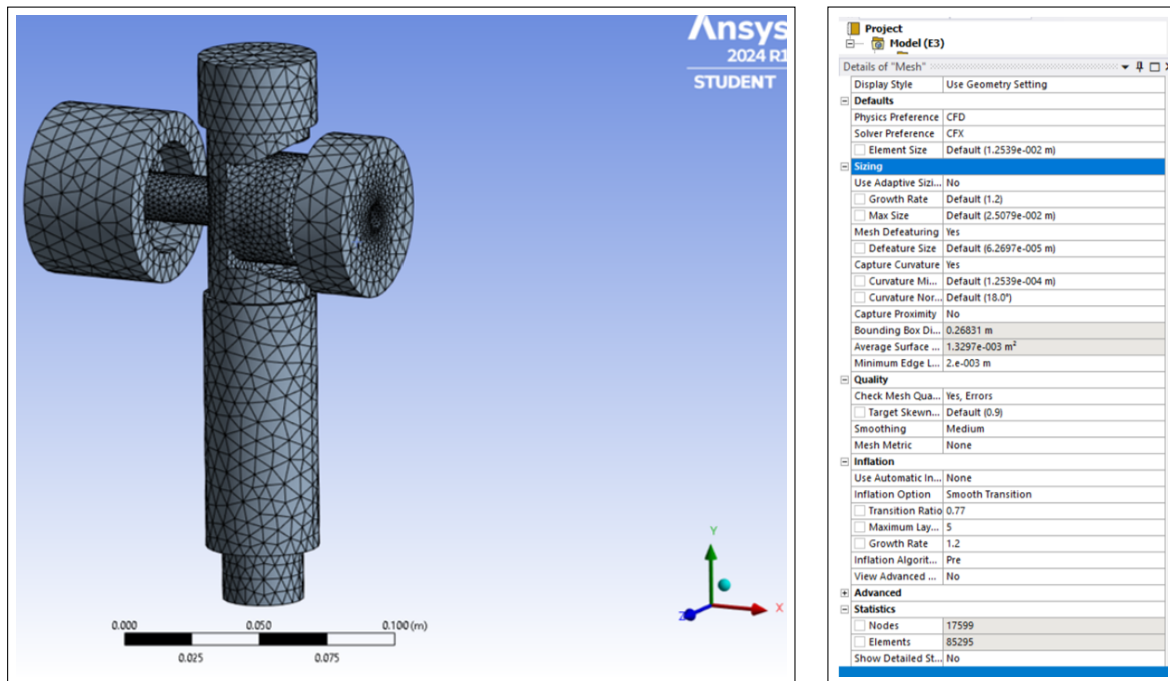 Ansys
2024 R1
STUDENT
Y
X
Z
0.000 0.050 0.100 (m)
0.025 0.075
Project
Model (E3)
Details of "Mesh"
Display Style Use Geometry Setting
Defaults
Physics Preference CFD
Solver Preference CFX
Element Size Default (1.2539e-002 m)
Sizing
Use Adaptive Sizi... No
Growth Rate Default (1.2)
Max Size Default (2.5079e-002 m)
Mesh Defeaturing Yes
Defeature Size Default (6.2697e-005 m)
Capture Curvature Yes
Curvature Mi... Default (1.2539e-004 m)
Curvature Nor... Default (18.0°)
Capture Proximity No
Bounding Box Di... 0.26831 m
Average Surface ... 1.3297e-003 m²
Minimum Edge L... 2.e-003 m
Quality
Check Mesh Qua... Yes, Errors
Target Skewn... Default (0.9)
Smoothing Medium
Mesh Metric None
Inflation
Use Automatic In... None
Inflation Option Smooth Transition
Transition Ratio 0.77
Maximum Lay... 5
Growth Rate 1.2
Inflation Algorit... Pre
View Advanced ... No
Advanced
Statistics
Nodes 17599
Elements 85295
Show Detailed St... No